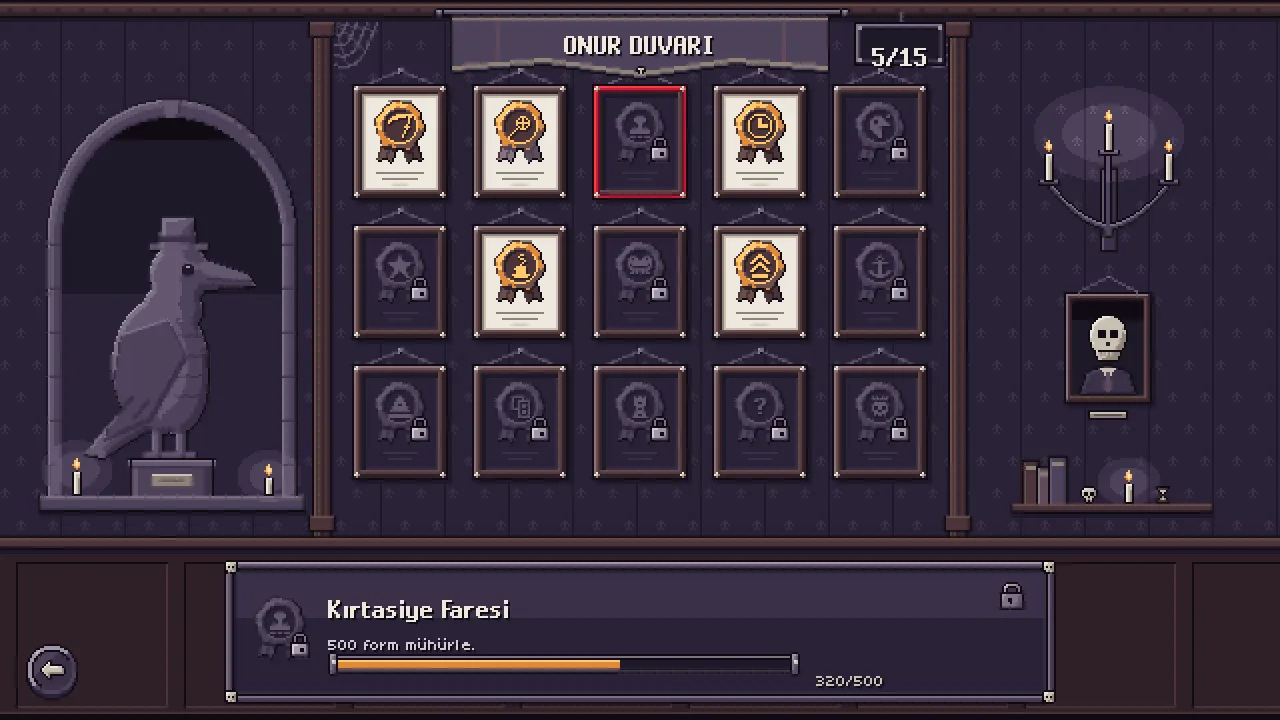 ONUR DUVARI
5/15
?
Kırtasiye Faresi
500 form mühürle.
320/500